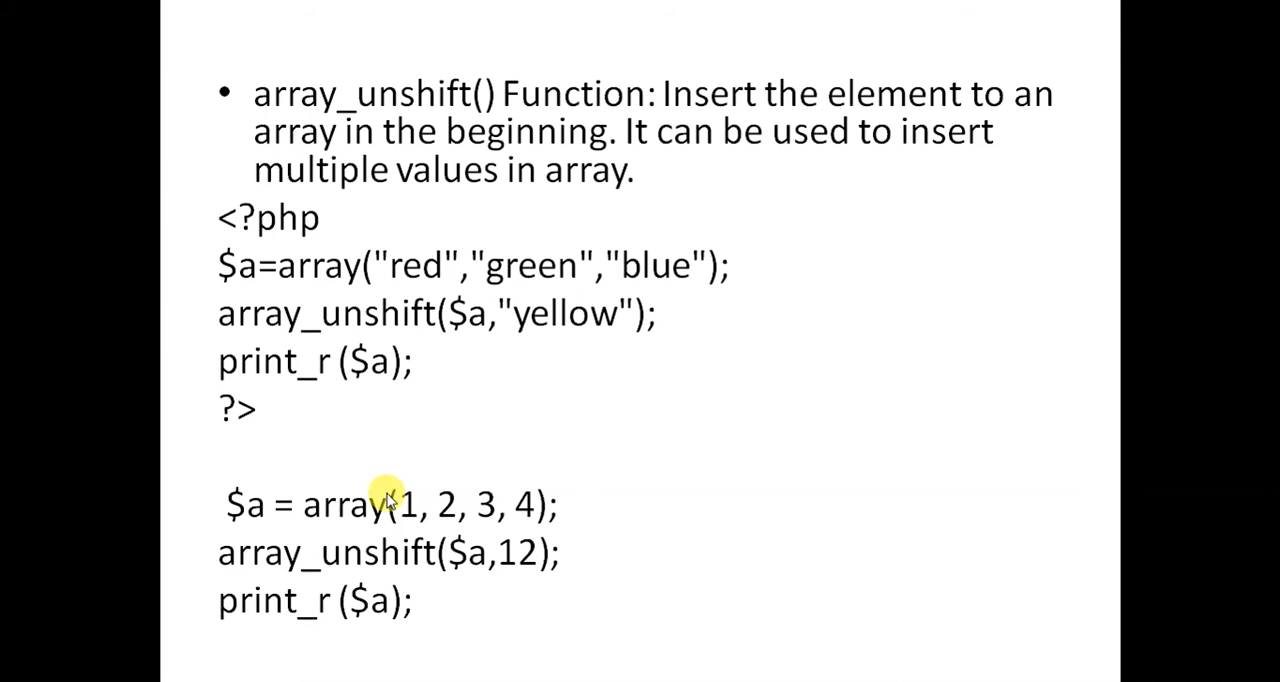 • array_unshift() Function: Insert the element to an
array in the beginning. It can be used to insert
multiple values in array.
<?php
$a=array("red","green","blue");
array_unshift($a,"yellow");
print_r ($a);
?>
$a = array(1, 2, 3, 4);
array_unshift($a,12);
print_r ($a);